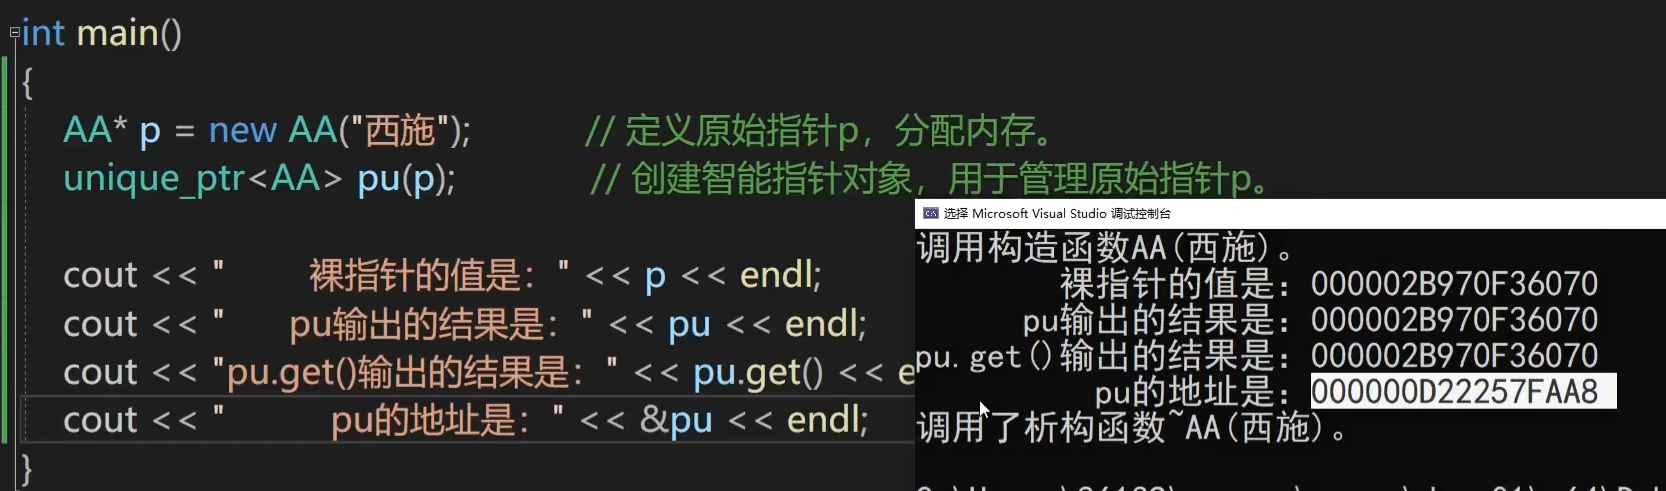 int main()
{
AA* p = new AA("西施"); // 定义原始指针p，分配内存。
unique_ptr<AA> pu(p); // 创建智能指针对象，用于管理原始指针p。
cout << " 裸指针的值是：" << p << endl;
cout << " pu输出的结果是：" << pu << endl;
cout << "pu.get()输出的结果是：" << pu.get() << e
cout << " pu的地址是：" << &pu << endl;
}
选择 Microsoft Visual Studio 调试控制台
调用构造函数AA(西施)。
裸指针的值是：000002B970F36070
pu输出的结果是：000002B970F36070
pu.get()输出的结果是：000002B970F36070
pu的地址是：000000D22257FAA8
调用了析构函数~AA(西施)。